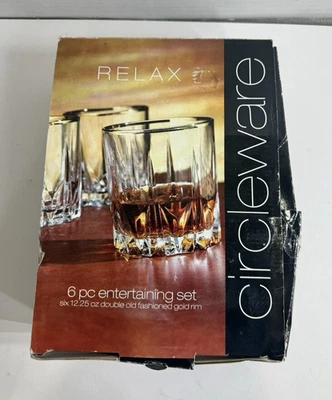 RELAX
6 pc entertaining set
six 12.25 oz double old fashioned gold rim
circleware